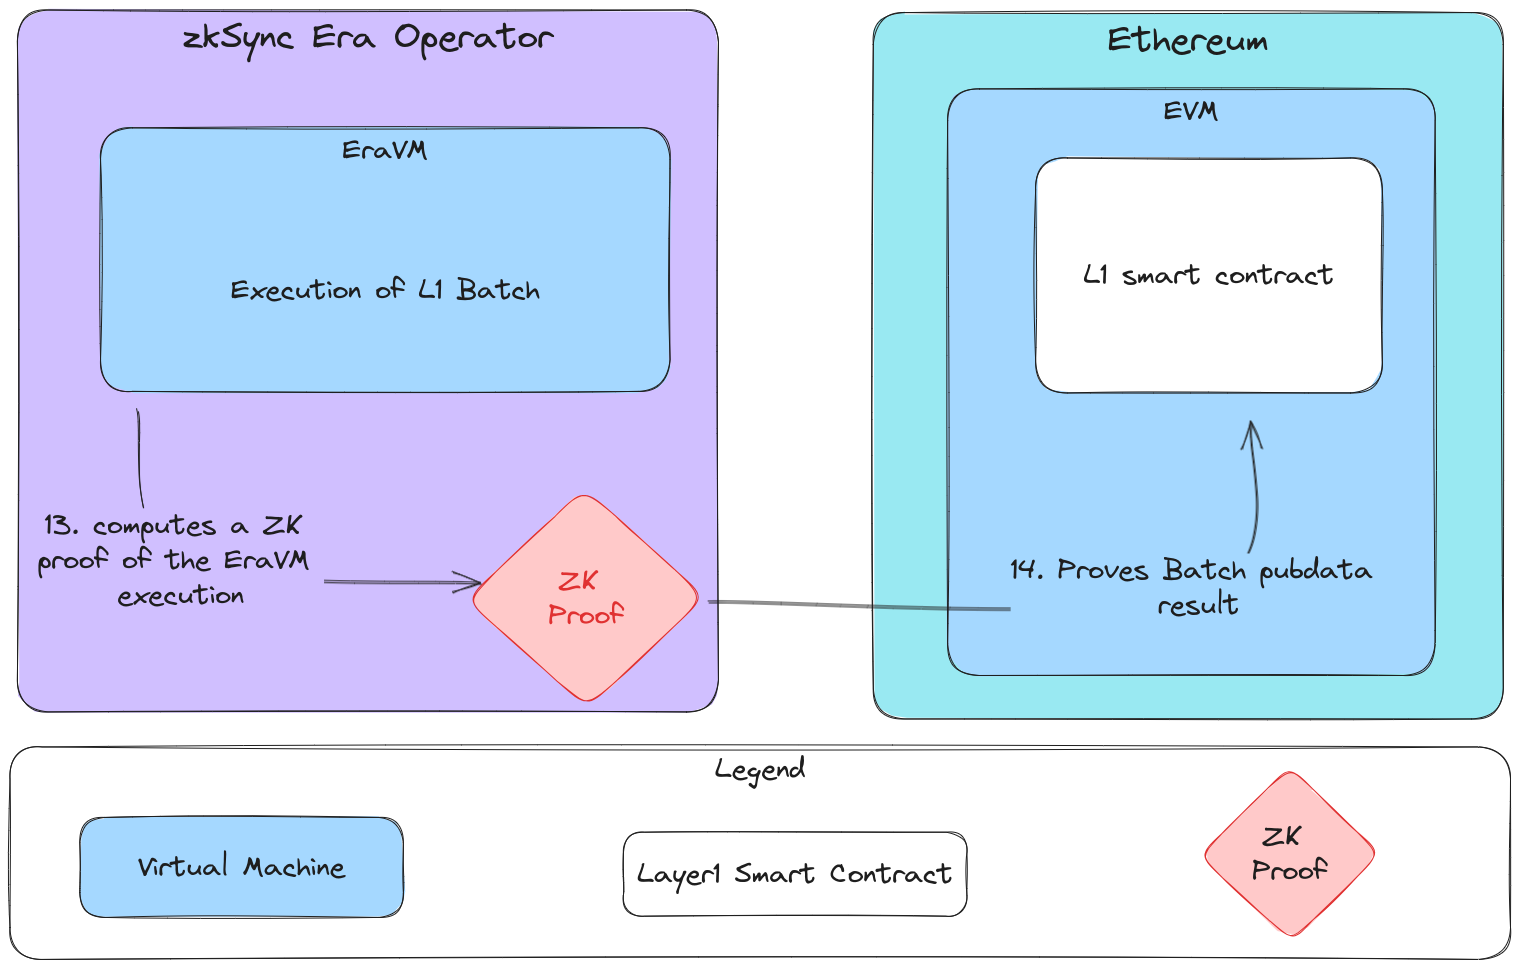 zkSync Era Operator
EraVM
Execution of L1 Batch
13. computes a ZK
proof of the EraVM
execution
ZK
Proof
Ethereum
EVM
L1 smart contract
14. Proves Batch pubdata
result
Legend
Virtual Machine
Layer1 Smart Contract
ZK
Proof